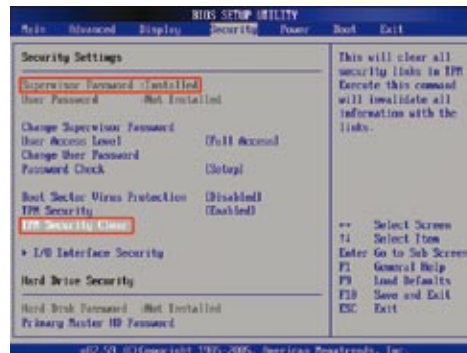 BIOS SETUP UTILITY
Main Advanced Display Security Power Boot Exit
Security Settings
Supervisor Password :Installed
User Password :Not Installed
Change Supervisor Password
User Access Level [Full Access]
Change User Password
Password Check [Setup]
Boot Sector Virus Protection [Disabled]
TPM Security [Enabled]
TPM Security Clear
I/O Interface Security
Hard Drive Security
Hard Disk Password :Not Installed
Primary Master HD Password
This will clear all
security links in TPM
Execute this command
will invalidate all
information with the
links.
Select Screen
Select Item
Enter Go to Sub Screen
F1 General Help
F9 Load Defaults
F10 Save and Exit
ESC Exit
v02.59 (C)Copyright 1985-2005, American Megatrends, Inc.